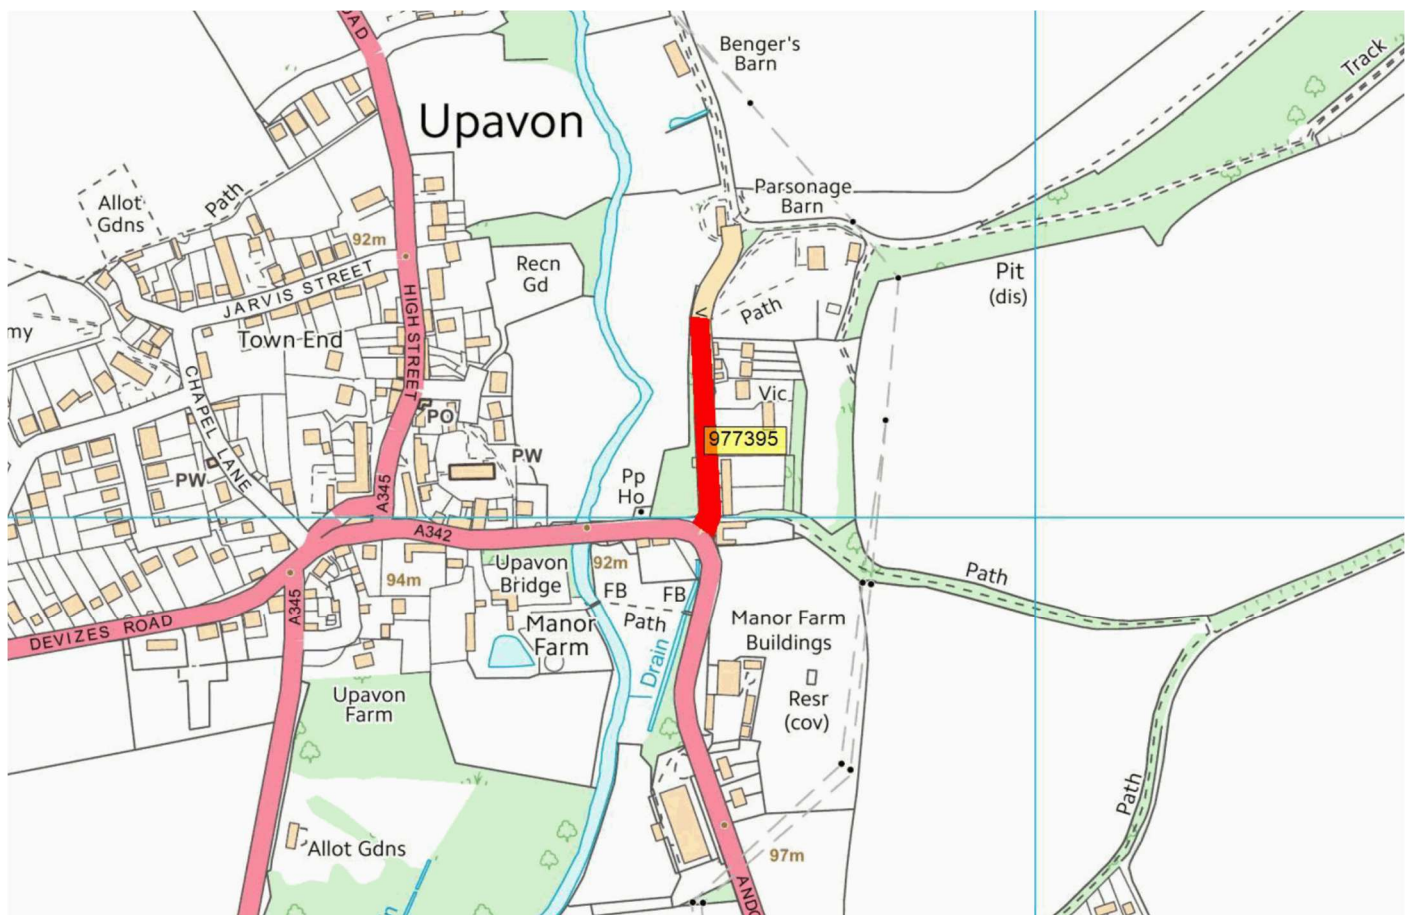 OAD
Benger's
Barn
Track
Upavon
Allot
Gdns
Path
Parsonage
Barn
92m
Recn
Gd
Pit
(dis)
JARVIS STREET
HIGH STREET
Path
<
my
Town End
CHAPEL LANE
Vic
PO
977395
PW
PW
Pp
Ho
A345
A342
Upavon
Bridge
92m
94m
FB
FB
Path
Path
A345
DEVIZES ROAD
Manor
Farm
Manor Farm
Buildings
Drain
Resr
(cov)
Upavon
Farm
Path
Allot Gdns
97m
ANDO
n